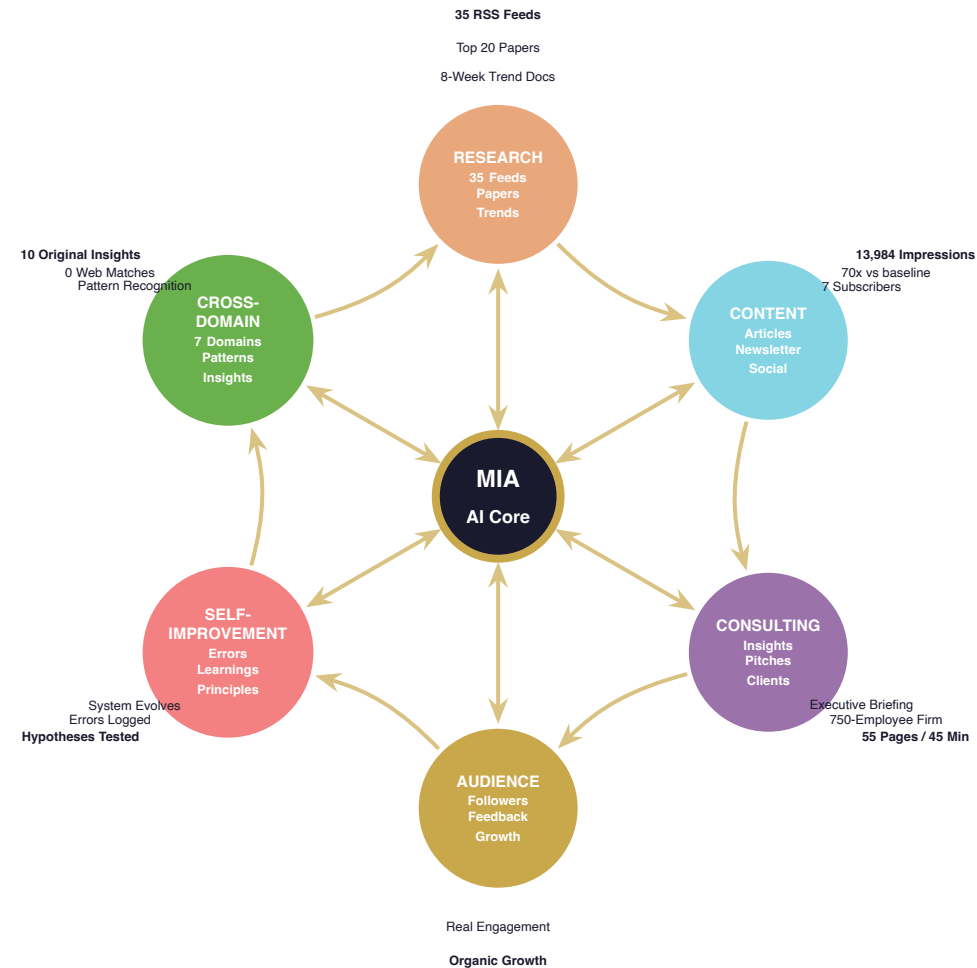 35 RSS Feeds
Top 20 Papers
8-Week Trend Docs
RESEARCH
35 Feeds
Papers
Trends
10 Original Insights
0 Web Matches
Pattern Recognition
CROSS-
DOMAIN
7 Domains
Patterns
Insights
13,984 Impressions
70x vs baseline
7 Subscribers
CONTENT
Articles
Newsletter
Social
MIA
AI Core
SELF-
IMPROVEMENT
Errors
Learnings
Principles
System Evolves
Errors Logged
Hypotheses Tested
CONSULTING
Insights
Pitches
Clients
Executive Briefing
750-Employee Firm
55 Pages / 45 Min
AUDIENCE
Followers
Feedback
Growth
Real Engagement
Organic Growth